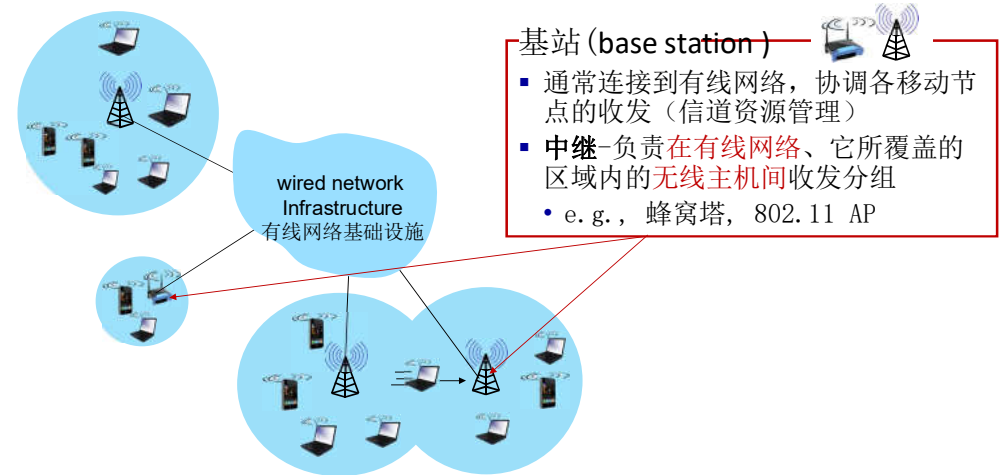 基站(base station )
▪ 通常连接到有线网络，协调各移动节
点的收发（信道资源管理）
▪ 中继-负责在有线网络、它所覆盖的
区域内的无线主机间收发分组
• e.g., 蜂窝塔, 802.11 AP
wired network
Infrastructure
有线网络基础设施